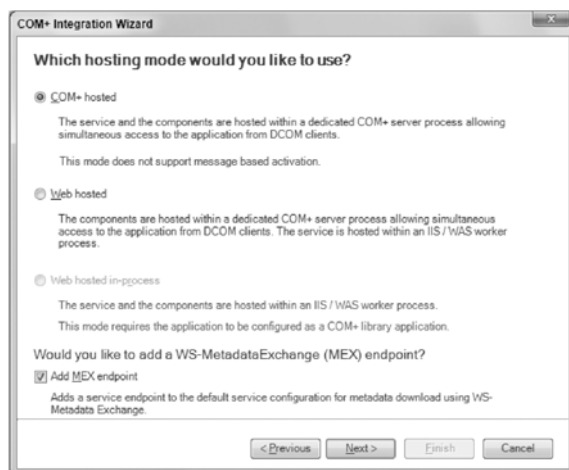 COM+ Integration Wizard
x
Which hosting mode would you like to use?
COM+ hosted
The service and the components are hosted within a dedicated COM+ server process allowing
simultaneous access to the application from DCOM clients.
This mode does not support message based activation.
Web hosted
The components are hosted within a dedicated COM+ server process allowing simultaneous
access to the application from DCOM clients. The service is hosted within an IIS / WAS worker
process.
Web hosted in-process
The service and the components are hosted within an IIS / WAS worker process.
This mode requires the application to be configured as a COM+ library application.
Would you like to add a WS-MetadataExchange (MEX) endpoint?
Add MEX endpoint
Adds a service endpoint to the default service configuration for metadata download using WS-
Metadata Exchange.
< Previous Next > Finish Cancel